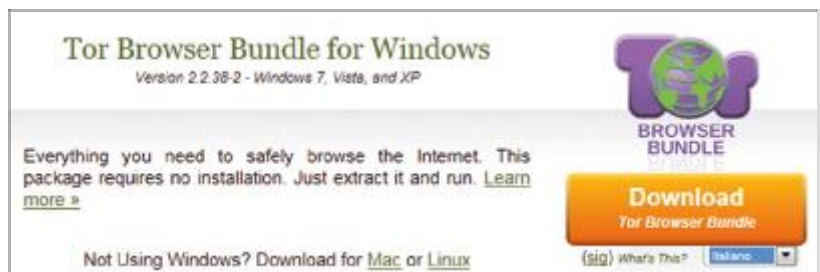 Tor Browser Bundle for Windows
Version 2.2.38-2 - Windows 7, Vista, and XP
Tor
BROWSER
BUNDLE
Everything you need to safely browse the Internet. This
package requires no installation. Just extract it and run. Learn
more »
Download
Tor Browser Bundle
Not Using Windows? Download for Mac or Linux
(sig) What's This? Italiano